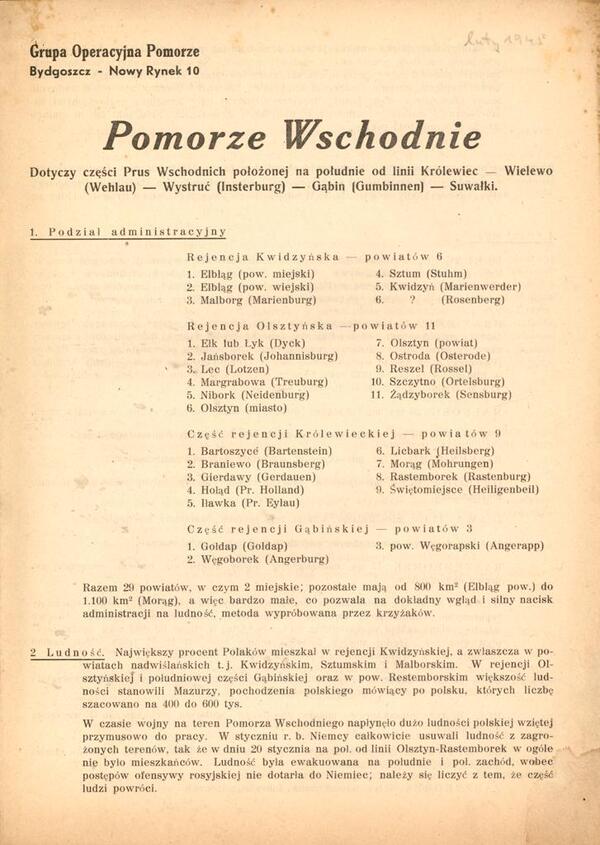 luty 1945
Grupa Operacyjna Pomorze
Bydgoszcz - Nowy Rynek 10
Pomorze Wschodnie
Dotyczy części Prus Wschodnich położonej na południe od linii Królewiec — Wielewo
(Wehlau) — Wystruć (Insterburg) — Gąbin (Gumbinnen) — Suwałki.
1. Podział administracyjny
Rejencja Kwidzyńska — powiatów 6
1. Elbląg (pow. miejski)
2. Elbląg (pow. wiejski)
3. Malborg (Marienburg)
4. Sztum (Stuhm)
5. Kwidzyń (Marienwerder)
6. ? (Rosenberg)
Rejencja Olsztyńska —powiatów 11
1. Ełk lub Łyk (Dyck)
2. Jańsborek (Johannisburg)
3. Lec (Lotzen)
4. Margrabowa (Treuburg)
5. Nibork (Neidenburg)
6. Olsztyn (miasto)
7. Olsztyn (powiat)
8. Ostroda (Osterode)
9. Reszel (Rossel)
10. Szczytno (Ortelsburg)
11. Żądzyborek (Sensburg)
Część rejencji Królewieckiej — powiatów 9
1. Bartoszyce (Bartenstein)
2. Braniewo (Braunsberg)
3. Gierdawy (Gerdauen)
4. Hołąd (Pr. Holland)
5. Iławka (Pr. Eylau)
6. Licbark (Heilsberg)
7. Morąg (Mohrungen)
8. Rastemborek (Rastenburg)
9. Świętomiejsce (Heiligenbeil)
Część rejencji Gąbińskiej — powiatów 3
1. Gołdap (Goldap)
2. Węgoborek (Angerburg)
3. pow. Węgorapski (Angerapp)
Razem 29 powiatów, w czym 2 miejskie; pozostałe mają od 800 km² (Elbląg pow.) do
1.100 km² (Morąg), a więc bardzo małe, co pozwala na dokładny wgląd i silny nacisk
administracji na ludność, metoda wypróbowana przez krzyżaków.
2 Ludność. Największy procent Polaków mieszkał w rejencji Kwidzyńskiej, a zwłaszcza w po-
wiatach nadwiślańskich t. j. Kwidzyńskim, Sztumskim i Malborskim. W rejencji Ol-
sztyńskiej i południowej części Gąbińskiej oraz w pow. Restemborskim większość lud-
ności stanowili Mazurzy, pochodzenia polskiego mówiący po polsku, których liczbę
szacowano na 400 do 600 tys.
W czasie wojny na teren Pomorza Wschodniego napłynęło dużo ludności polskiej wziętej
przymusowo do pracy. W styczniu r. b. Niemcy całkowicie usuwali ludność z zagro-
żonych terenów, tak że w dniu 20 stycznia na poł. od linii Olsztyn-Rastemborek w ogóle
nie było mieszkańców. Ludność była ewakuowana na południe i poł. zachód, wobec
postępów ofensywy rosyjskiej nie dotarła do Niemiec; należy się liczyć z tem, że część
ludzi powróci.